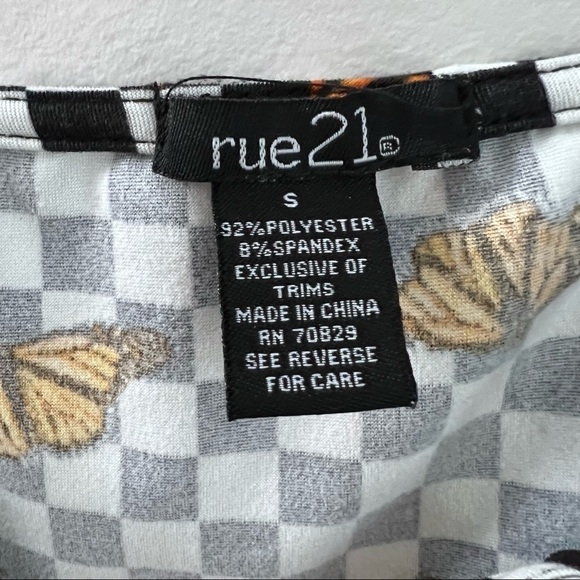 rue21®
S
92%POLYESTER
8%SPANDEX
EXCLUSIVE OF
TRIMS
MADE IN CHINA
RN 70829
SEE REVERSE
FOR CARE